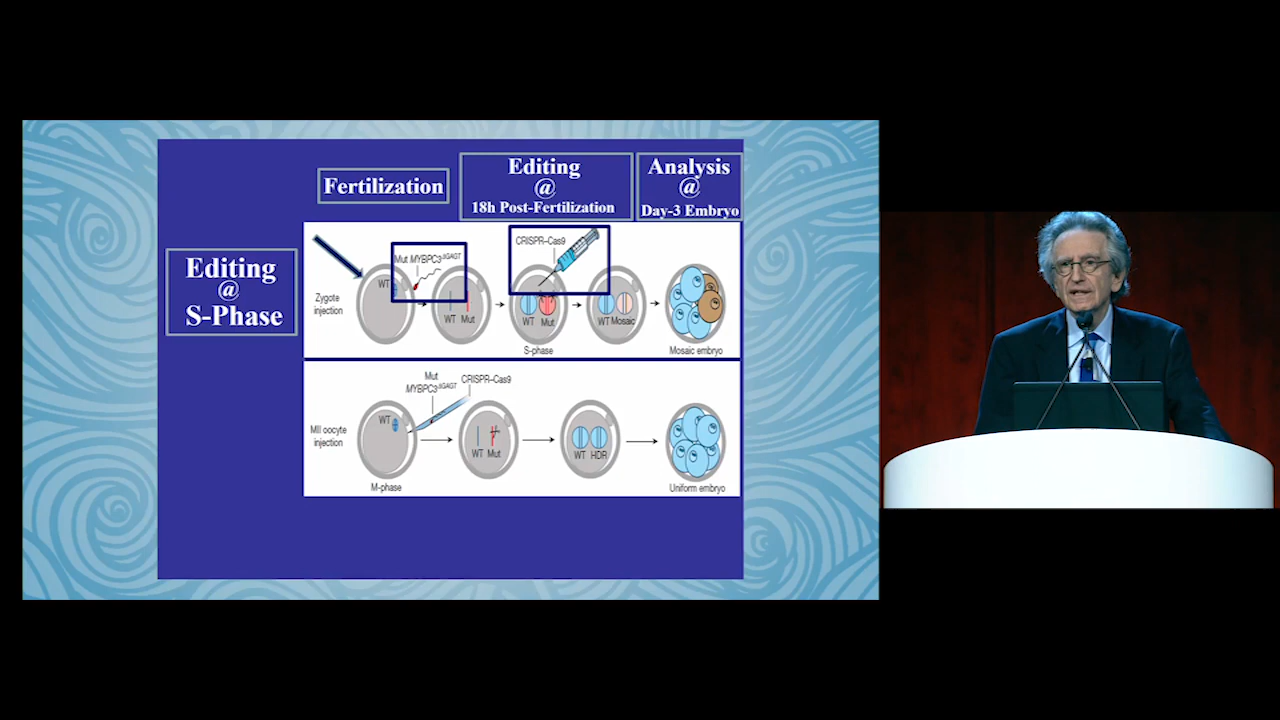 Fertilization
Editing
@
18h Post-Fertilization
Analysis
@
Day-3 Embryo
Editing
@
S-Phase
Zygote
injection
WT
Mut MYBPC3ΔGAGT
WT Mut
CRISPR–Cas9
WT Mut
S-phase
WT Mosaic
Mosaic embryo
MII oocyte
injection
WT
M-phase
Mut
MYBPC3ΔGAGT
CRISPR–Cas9
WT Mut
WT HDR
Uniform embryo